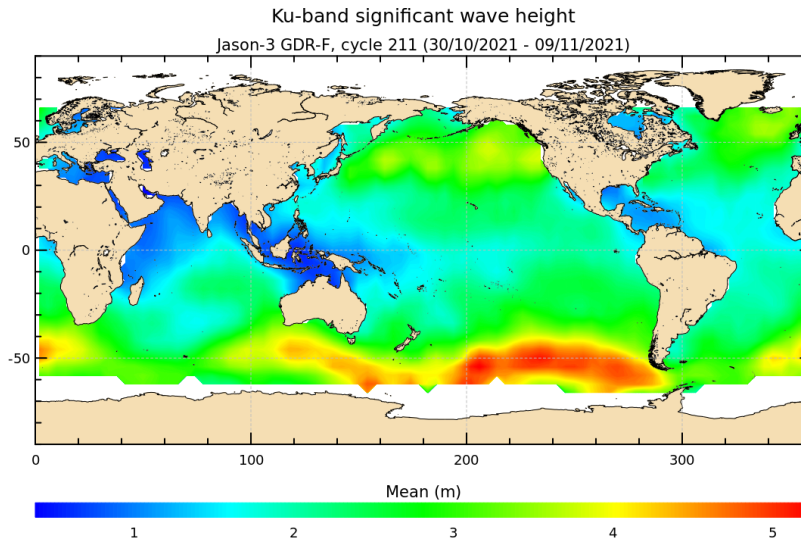 Ku-band significant wave height
Jason-3 GDR-F, cycle 211 (30/10/2021 - 09/11/2021)
50
0
-50
0 100 200 300
Mean (m)
1 2 3 4 5